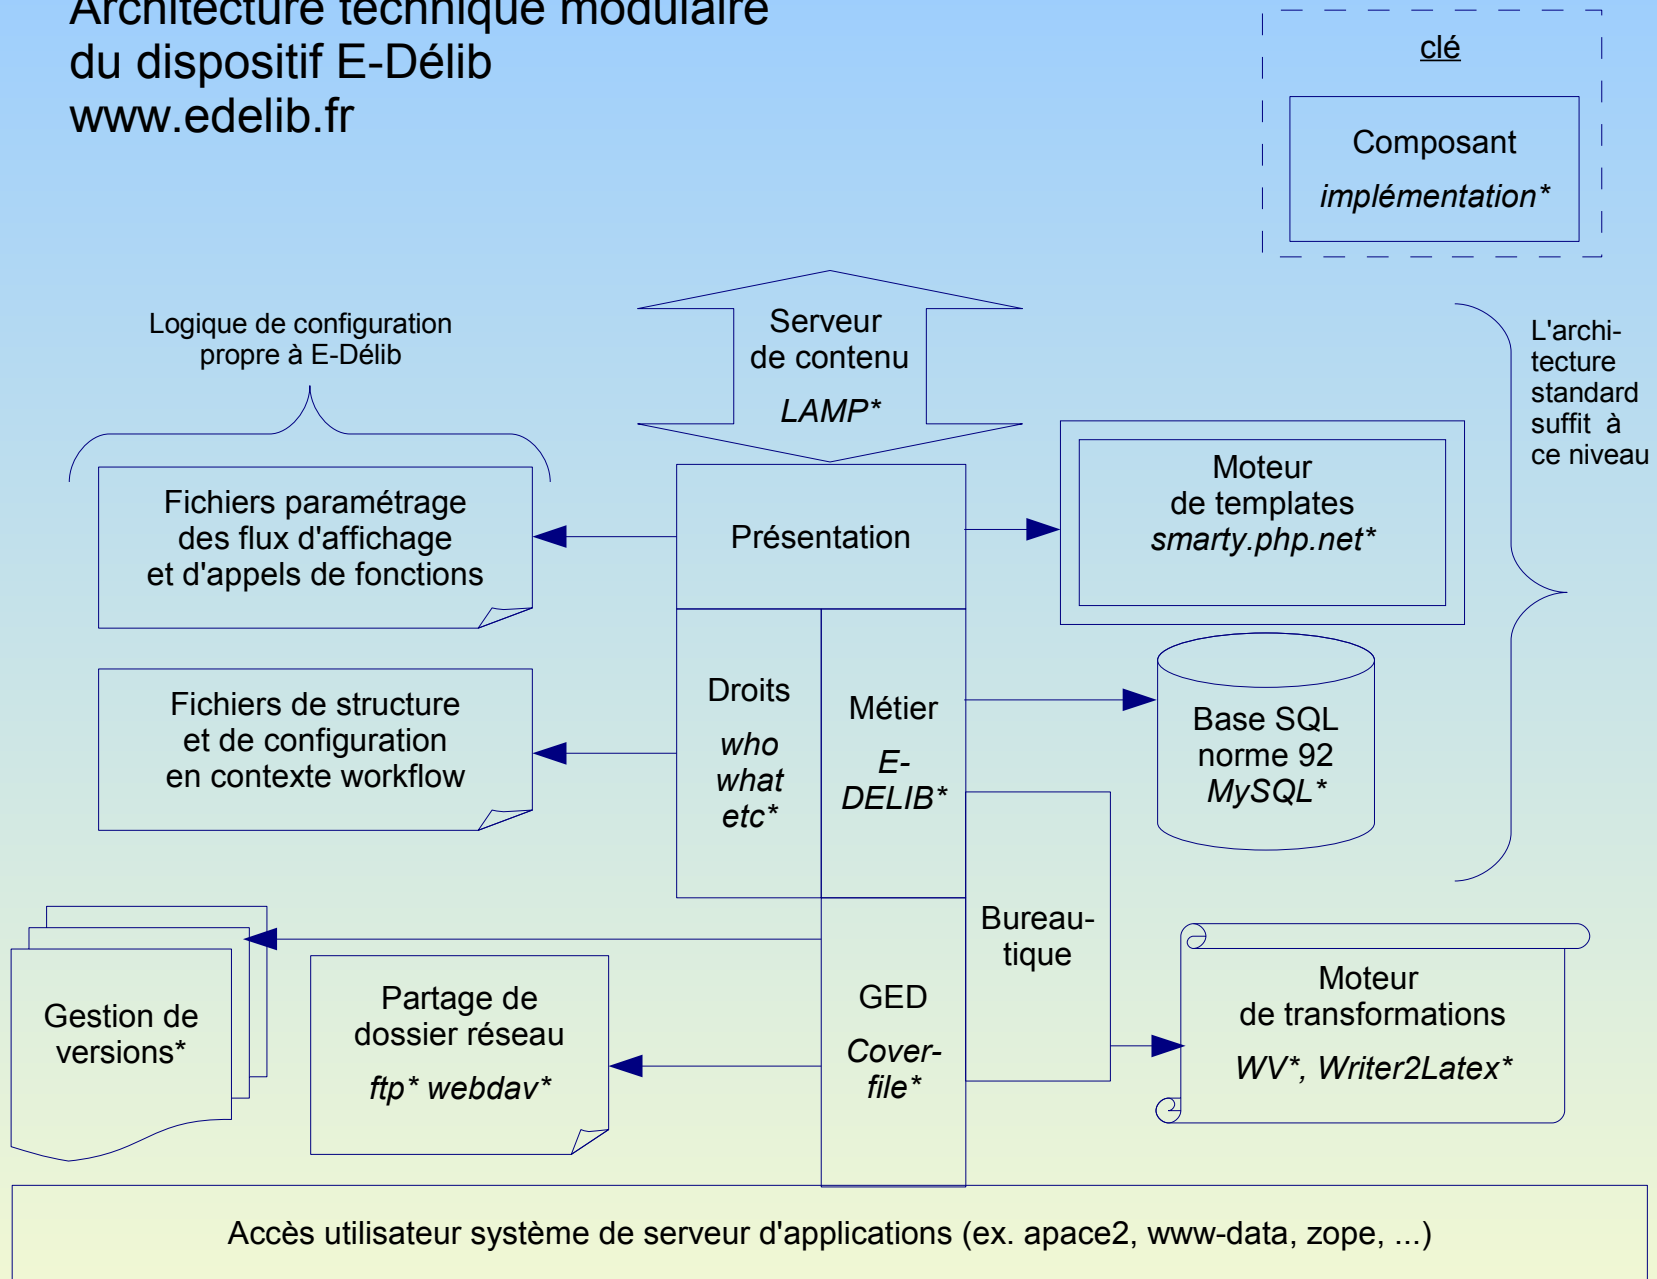 Architecture technique modulaire
du dispositif E-Délib
www.edelib.fr
clé
Composant
implémentation*
Logique de configuration
propre à E-Délib
Serveur
de contenu
LAMP*
L'archi-
tecture
standard
suffit à
ce niveau
Fichiers paramétrage
des flux d'affichage
et d'appels de fonctions
Présentation
Moteur
de templates
smarty.php.net*
Fichiers de structure
et de configuration
en contexte workflow
Droits
who
what
etc*
Métier
E-
DELIB*
Base SQL
norme 92
MySQL*
Bureau-
tique
Gestion de
versions*
Partage de
dossier réseau
ftp* webdav*
GED
Cover-
file*
Moteur
de transformations
WV*, Writer2Latex*
Accès utilisateur système de serveur d'applications (ex. apace2, www-data, zope, ...)